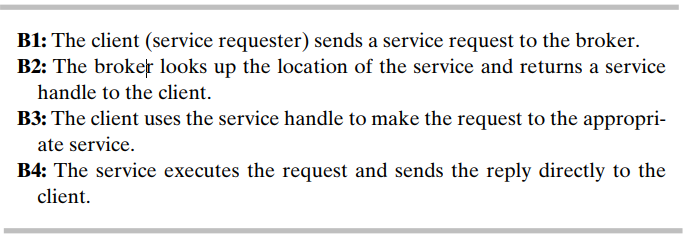 B1: The client (service requester) sends a service request to the broker.
B2: The broker looks up the location of the service and returns a service
handle to the client.
B3: The client uses the service handle to make the request to the appropri-
ate service.
B4: The service executes the request and sends the reply directly to the
client.